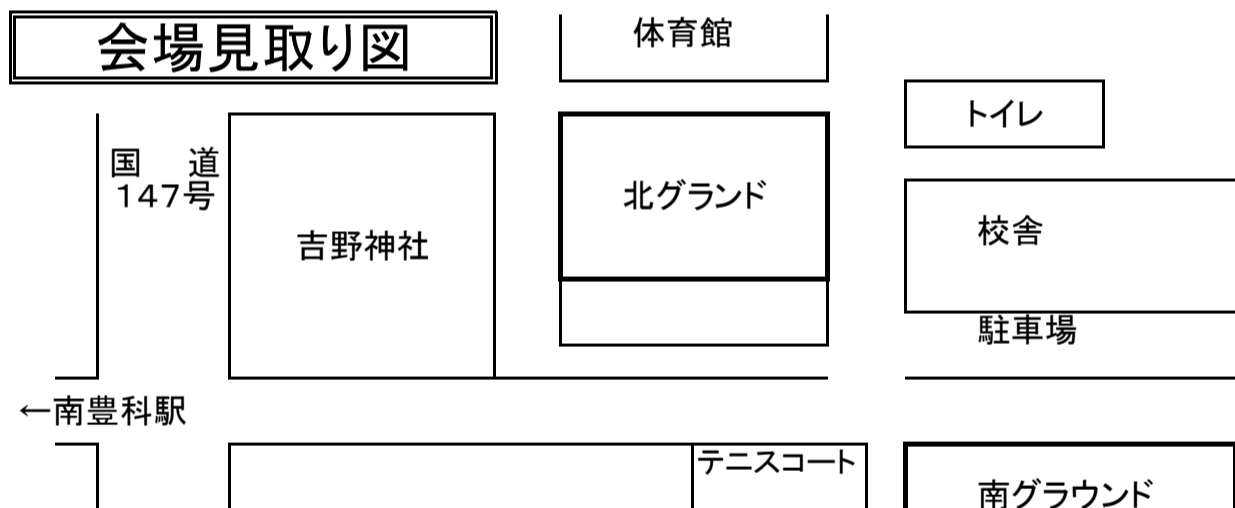 会場見取り図
体育館
トイレ
国　道
147号
北グランド
吉野神社
校舎
駐車場
←南豊科駅
テニスコート
南グラウンド